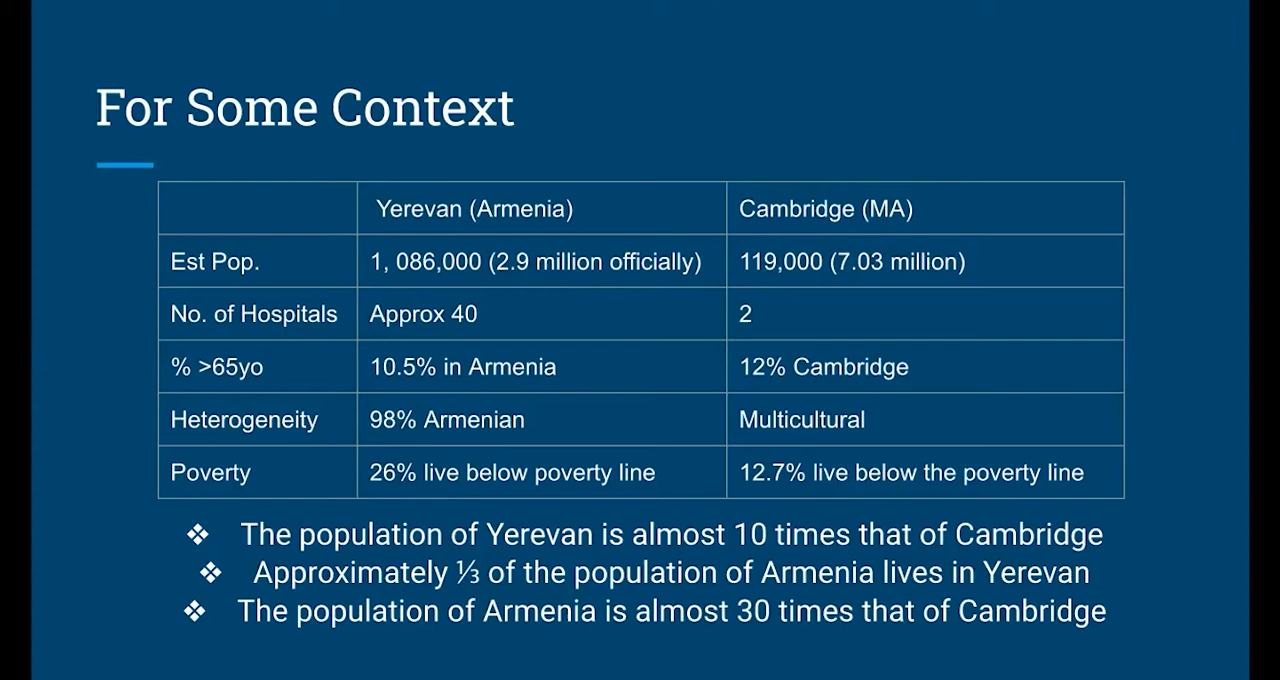 For Some Context
Yerevan (Armenia) Cambridge (MA)
Est Pop. 1, 086,000 (2.9 million officially) 119,000 (7.03 million)
No. of Hospitals Approx 40 2
% >65yo 10.5% in Armenia 12% Cambridge
Heterogeneity 98% Armenian Multicultural
Poverty 26% live below poverty line 12.7% live below the poverty line
❖ The population of Yerevan is almost 10 times that of Cambridge
❖ Approximately ⅓ of the population of Armenia lives in Yerevan
❖ The population of Armenia is almost 30 times that of Cambridge